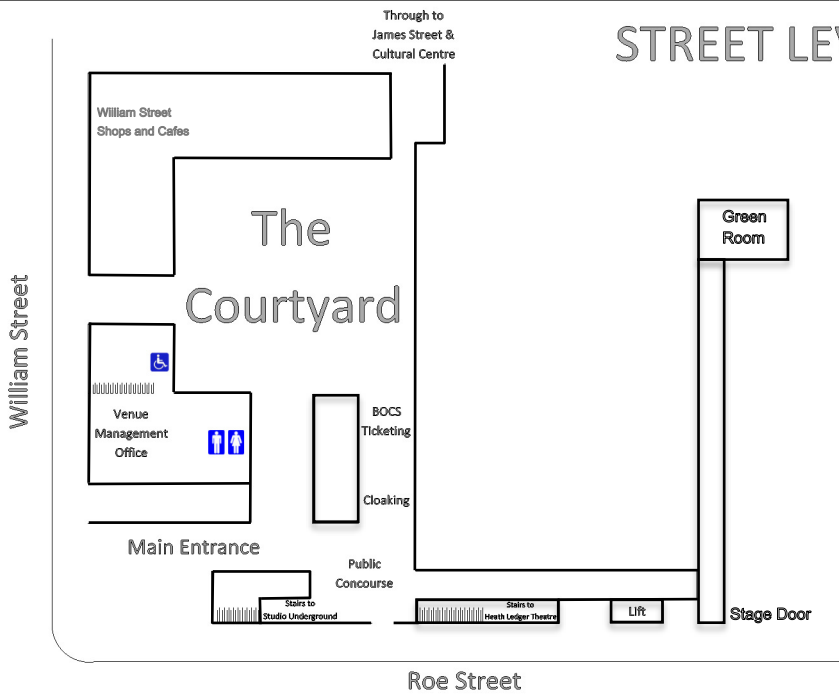 Through to
James Street &
Cultural Centre
STREET LEV
William Street
Shops and Cafes
The
Courtyard
Green
Room
William Street
Venue
Management
Office
BOCS
Ticketing
Cloaking
Main Entrance
Public
Concourse
Stairs to
Studio Underground
Stairs to
Heath Ledger Theatre
Lift
Stage Door
Roe Street